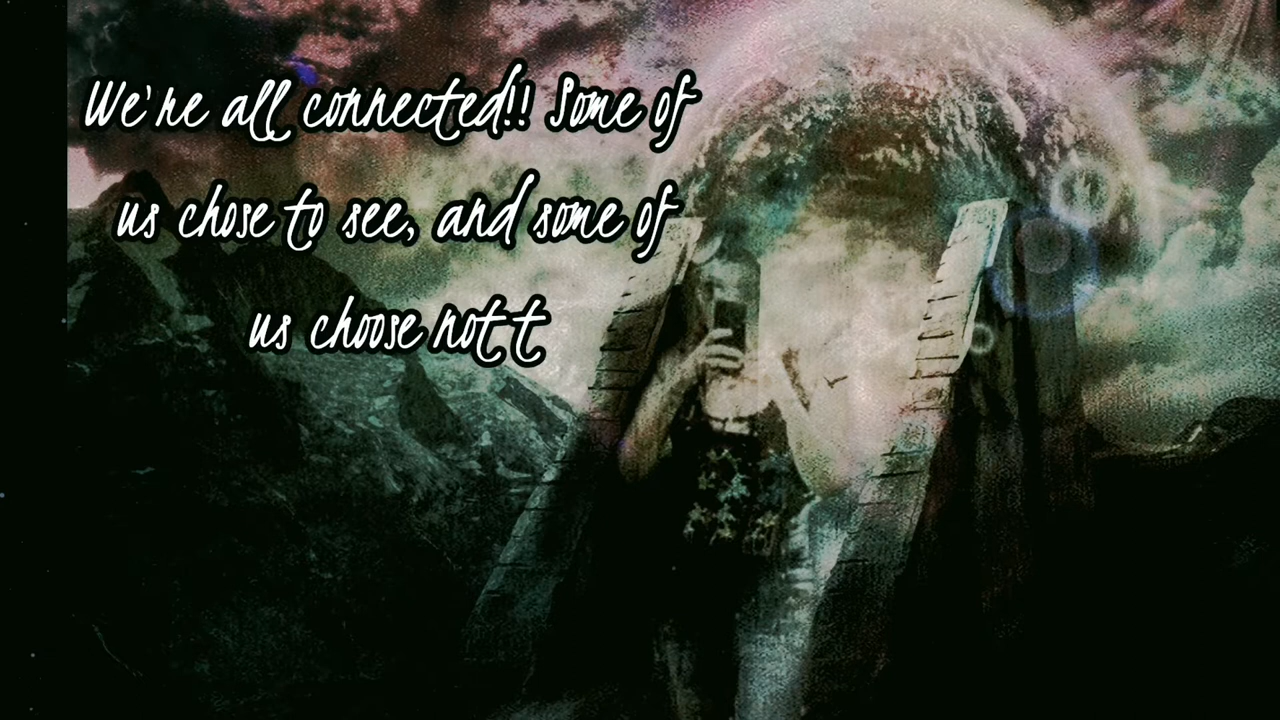 We're all connected!! Some of
us chose to see, and some of
us choose not t